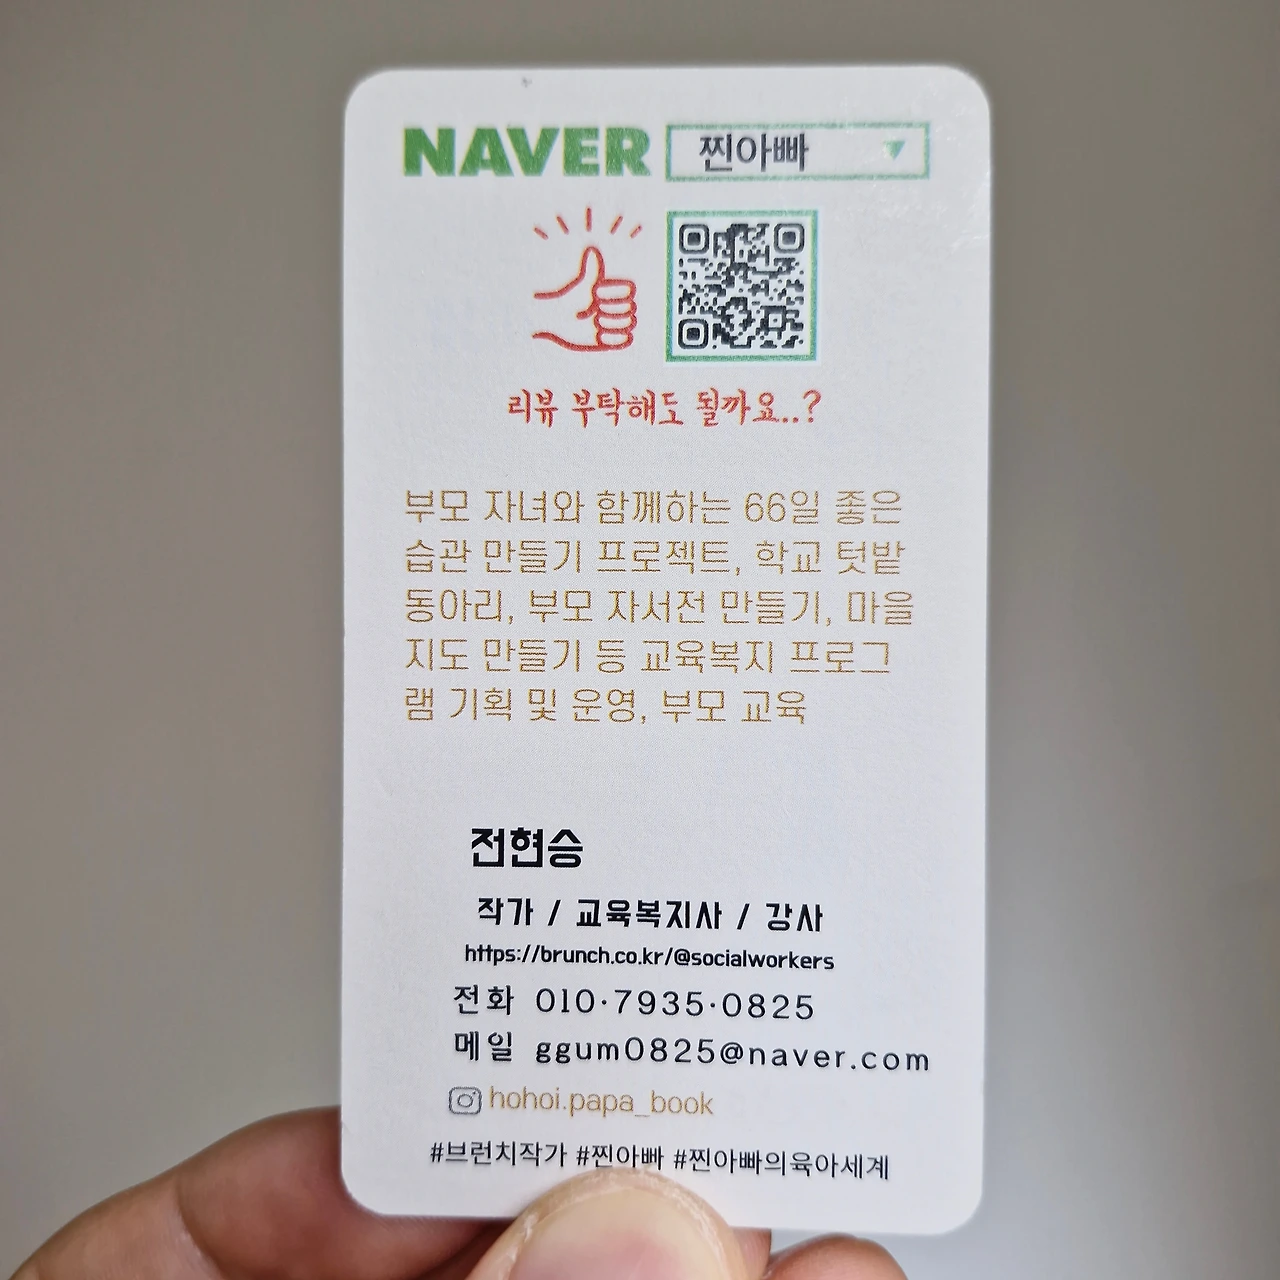 NAVER 찐아빠
리뷰 부탁해도 될까요..?
부모 자녀와 함께하는 66일 좋은
습관 만들기 프로젝트, 학교 텃밭
동아리, 부모 자서전 만들기, 마을
지도 만들기 등 교육복지 프로그
램 기획 및 운영, 부모 교육
전현승
작가 / 교육복지사 / 강사
https://brunch.co.kr/@socialworkers
전화 010·7935·0825
메일 ggum0825@naver.com
hohoi.papa_book
#브런치작가 #찐아빠 #찐아빠의육아세계